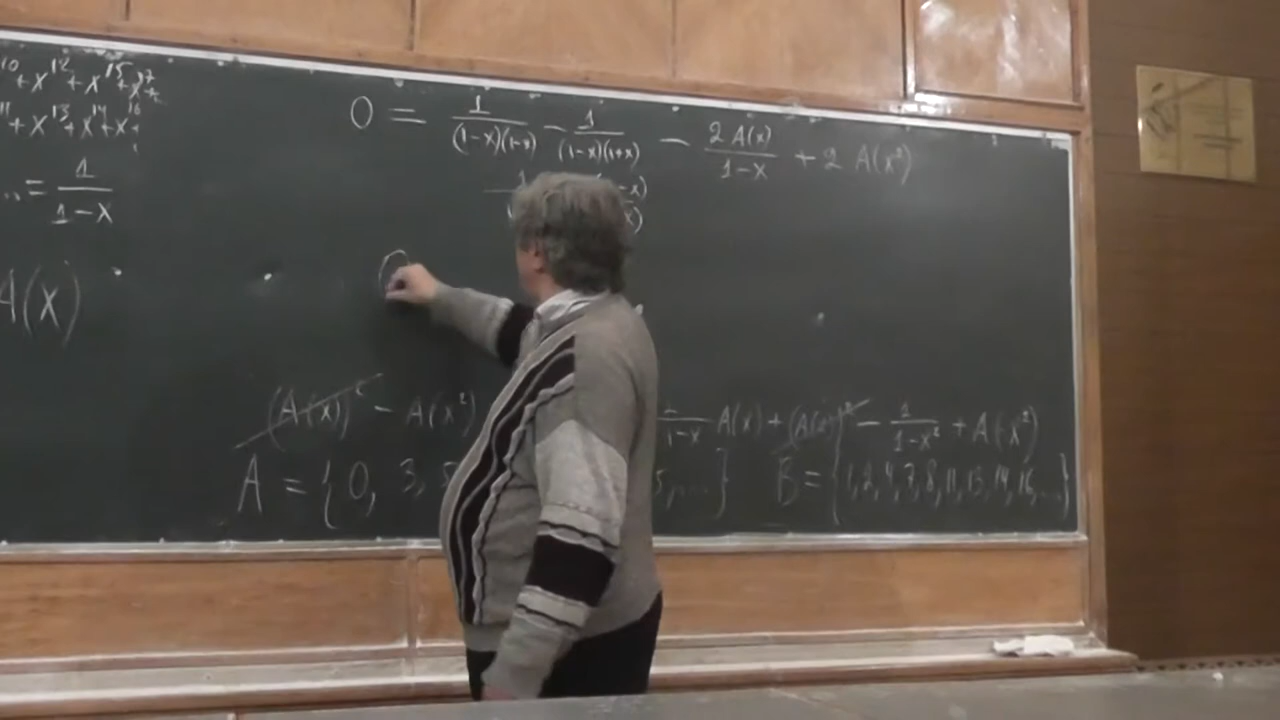 10 + x^12 + x^15 + x^17 +
11 + x^13 + x^14 + x^16 +
... = 1/(1-x)
A(x)
0 = 1/((1-x)(1-x)) - 1/((1-x)(1+x)) - 2A(x)/(1-x) + 2A(x^2)
(A(x))^2 - A(x^2)
1/(1-x) A(x) + (A(x))^2 - 1/(1-x^2) + A(x^2)
A = {0, 3,
5, ....}
B = {1,2,4,7,8,11,13,14,16,...}